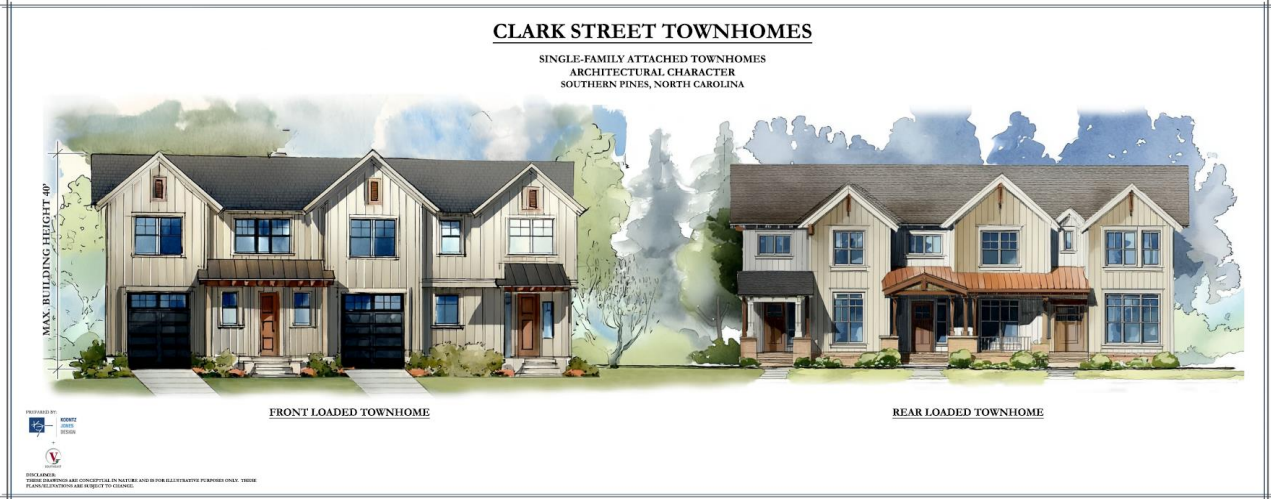 CLARK STREET TOWNHOMES
SINGLE-FAMILY ATTACHED TOWNHOMES
ARCHITECTURAL CHARACTER
SOUTHERN PINES, NORTH CAROLINA
MAX. BUILDING HEIGHT 40'
FRONT LOADED TOWNHOME
REAR LOADED TOWNHOME
PREPARED BY:
KOONTZ
JONES
DESIGN
+
DISCLAIMER:
THESE DRAWINGS ARE CONCEPTUAL IN NATURE AND IS FOR ILLUSTRATIVE PURPOSES ONLY. THESE
PLANS/ELEVATIONS ARE SUBJECT TO CHANGE.